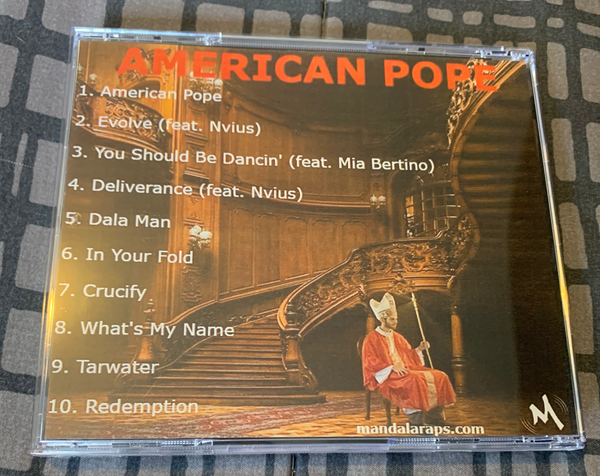 AMERICAN POPE
1. American Pope
2. Evolve (feat. Nvius)
3. You Should Be Dancin' (feat. Mia Bertino)
4. Deliverance (feat. Nvius)
5. Dala Man
6. In Your Fold
7. Crucify
8. What's My Name
9. Tarwater
10. Redemption
mandalaraps.com
M